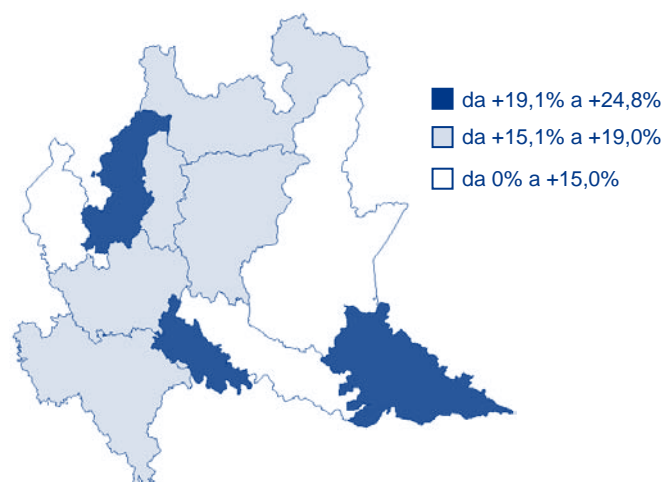 da +19,1% a +24,8%
da +15,1% a +19,0%
da 0% a +15,0%